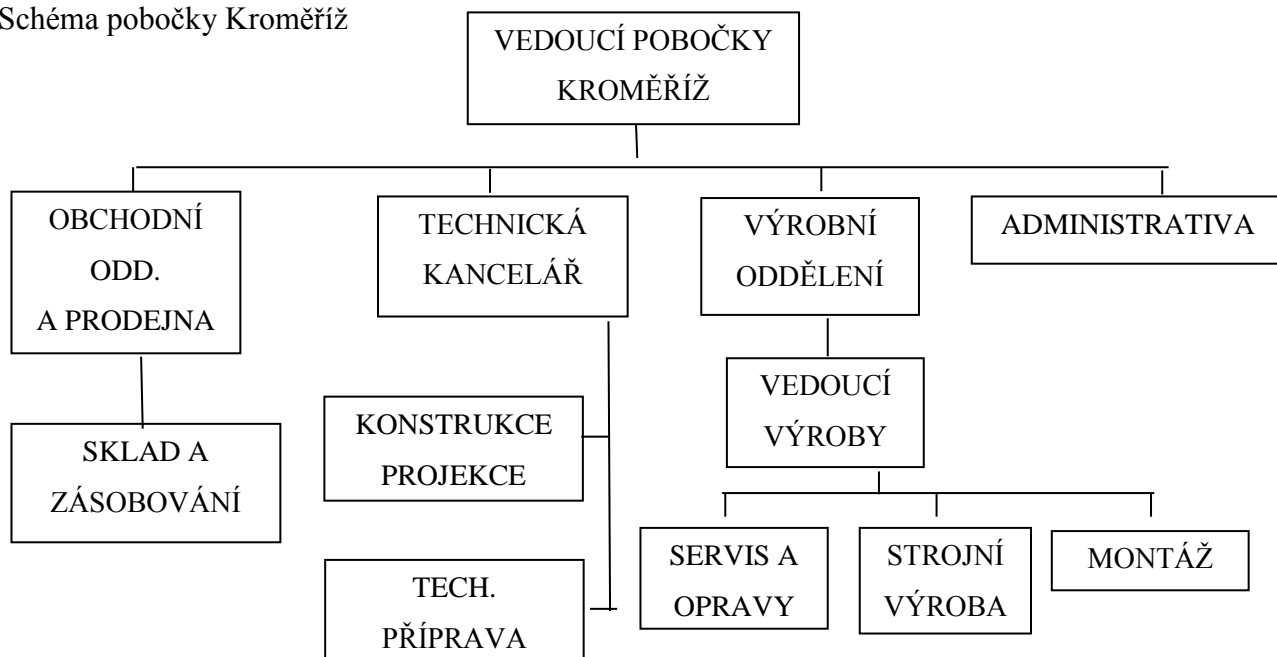 Schéma pobočky Kroměříž
VEDOUCÍ POBOČKY
KROMĚŘÍŽ
OBCHODNÍ
ODD.
A PRODEJNA
TECHNICKÁ
KANCELÁŘ
VÝROBNÍ
ODDĚLENÍ
ADMINISTRATIVA
SKLAD A
ZÁSOBOVÁNÍ
KONSTRUKCE
PROJEKCE
TECH.
PŘÍPRAVA
VEDOUCÍ
VÝROBY
SERVIS A
OPRAVY
STROJNÍ
VÝROBA
MONTÁŽ